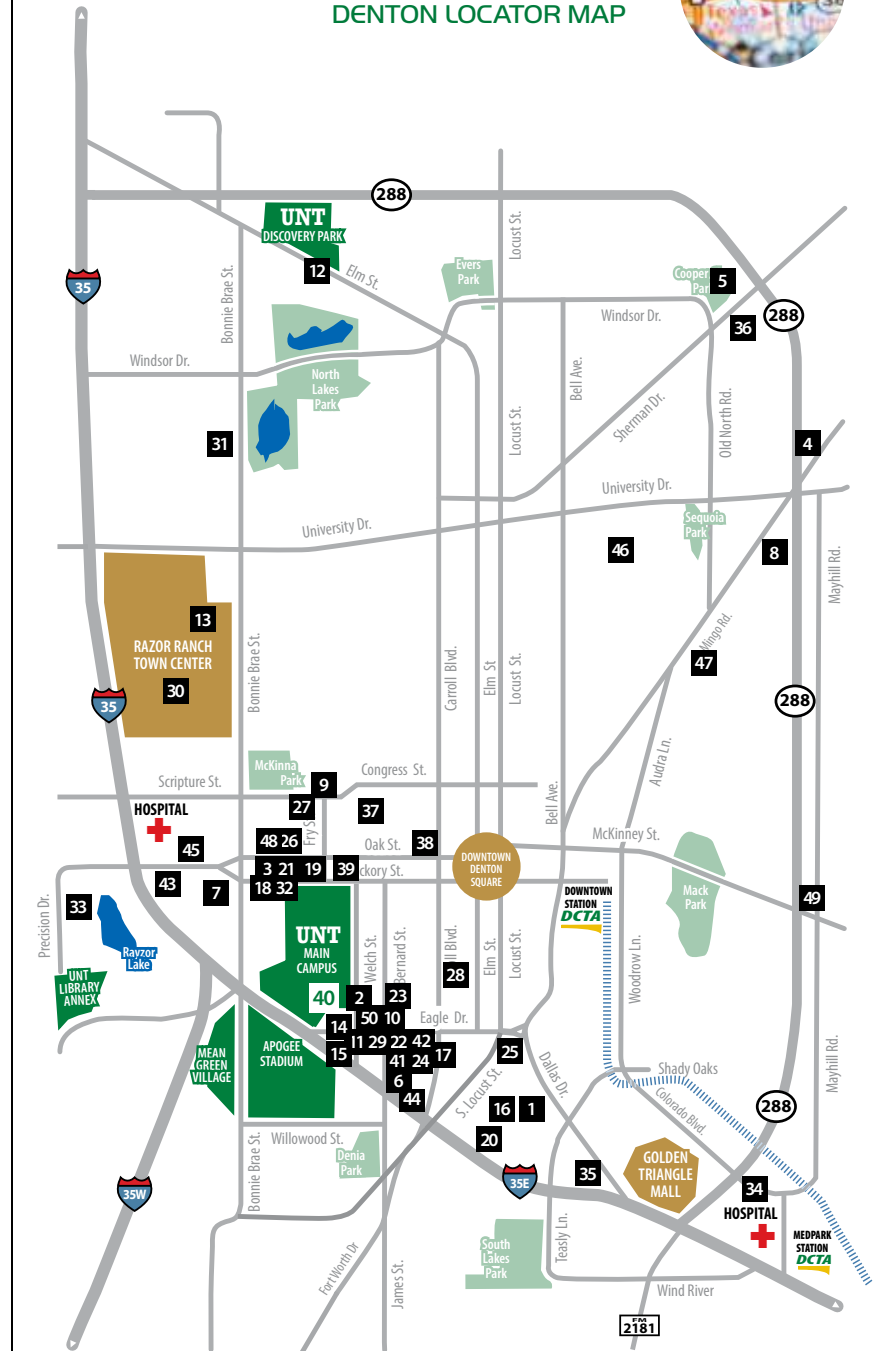 DENTON LOCATOR MAP
288
UNT
DISCOVERY PARK
12
Elm St.
Bonnie Brae St.
Locust St.
Evers
Park
Cooper
5
36
288
35
Windsor Dr.
Windsor Dr.
North
Lakes
Park
31
Bell Ave.
Locust St.
Sherman Dr.
Old North Rd.
4
University Dr.
University Dr.
Sequoia
Park
46
8
Mayhill Rd.
13
RAZOR RANCH
TOWN CENTER
30
35
Bonnie Brae St.
Carroll Blvd.
Elm St
Locust St.
Mingo Rd.
47
288
Audra Ln.
McKinna
Park
Scripture St.
9
Congress St.
27
37
HOSPITAL
Bell Ave.
McKinney St.
48 26
Fry S
Oak St.
38
45
3 21 19 39
ckory St.
DOWNTOWN
DENTON
SQUARE
43
7
18 32
Mack
Park
49
33
Precision Dr.
Rayzor
Lake
DOWNTOWN
STATION
DCTA
UNT
MAIN
CAMPUS
Welch St.
Bernard St.
ll Blvd.
Elm St.
Locust St.
Woodrow Ln.
28
UNT
LIBRARY
ANNEX
40
2
23
50 10
Eagle Dr.
14
11 29 22 42
17
15
41 24
25
6
44
MEAN
GREEN
VILLAGE
APOGEE
STADIUM
S. Locust St.
Dallas Dr.
Shady Oaks
Colorado Blvd.
Mayhill Rd.
288
16 1
20
Willowood St.
Denia
Park
Bonnie Brae St.
35W
35E
35
GOLDEN
TRIANGLE
MALL
34
HOSPITAL
MEDPARK
STATION
DCTA
South
Lakes
Park
Teasly Ln.
Wind River
Fort Worth Dr
James St.
FM
2181